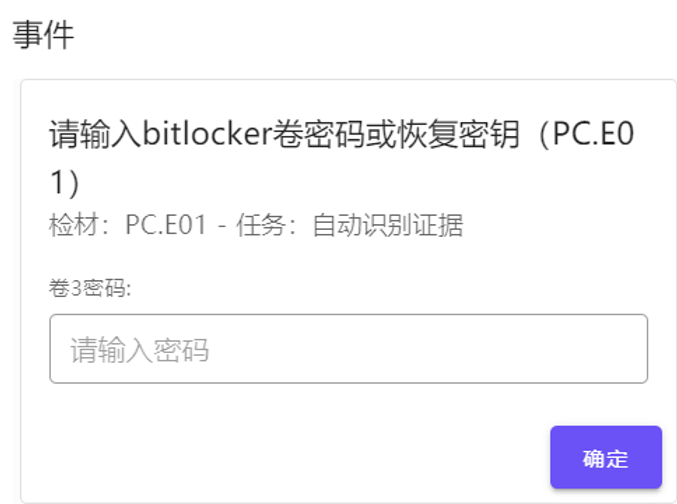 事件
请输入bitlocker卷密码或恢复密钥（PC.E0
1）
检材：PC.E01 - 任务：自动识别证据
卷3密码:
请输入密码
确定